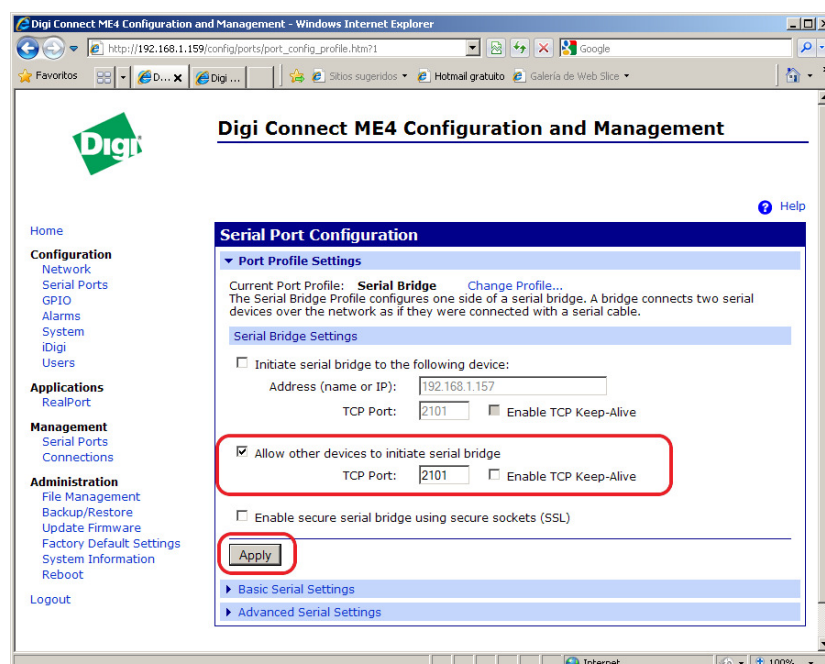 Digi Connect ME4 Configuration and Management - Windows Internet Explorer
http://192.168.1.159/config/ports/port_config_profile.htm?1
Google
Favoritos
D...
Digi ...
Sitios sugeridos
Hotmail gratuito
Galería de Web Slice
Digi
Digi Connect ME4 Configuration and Management
Help
Home
Configuration
Network
Serial Ports
GPIO
Alarms
System
iDigi
Users
Applications
RealPort
Management
Serial Ports
Connections
Administration
File Management
Backup/Restore
Update Firmware
Factory Default Settings
System Information
Reboot
Logout
Serial Port Configuration
Port Profile Settings
Current Port Profile: Serial Bridge Change Profile...
The Serial Bridge Profile configures one side of a serial bridge. A bridge connects two serial
devices over the network as if they were connected with a serial cable.
Serial Bridge Settings
Initiate serial bridge to the following device:
Address (name or IP): 192.168.1.157
TCP Port: 2101 Enable TCP Keep-Alive
Allow other devices to initiate serial bridge
TCP Port: 2101 Enable TCP Keep-Alive
Enable secure serial bridge using secure sockets (SSL)
Apply
Basic Serial Settings
Advanced Serial Settings
Internet
100%